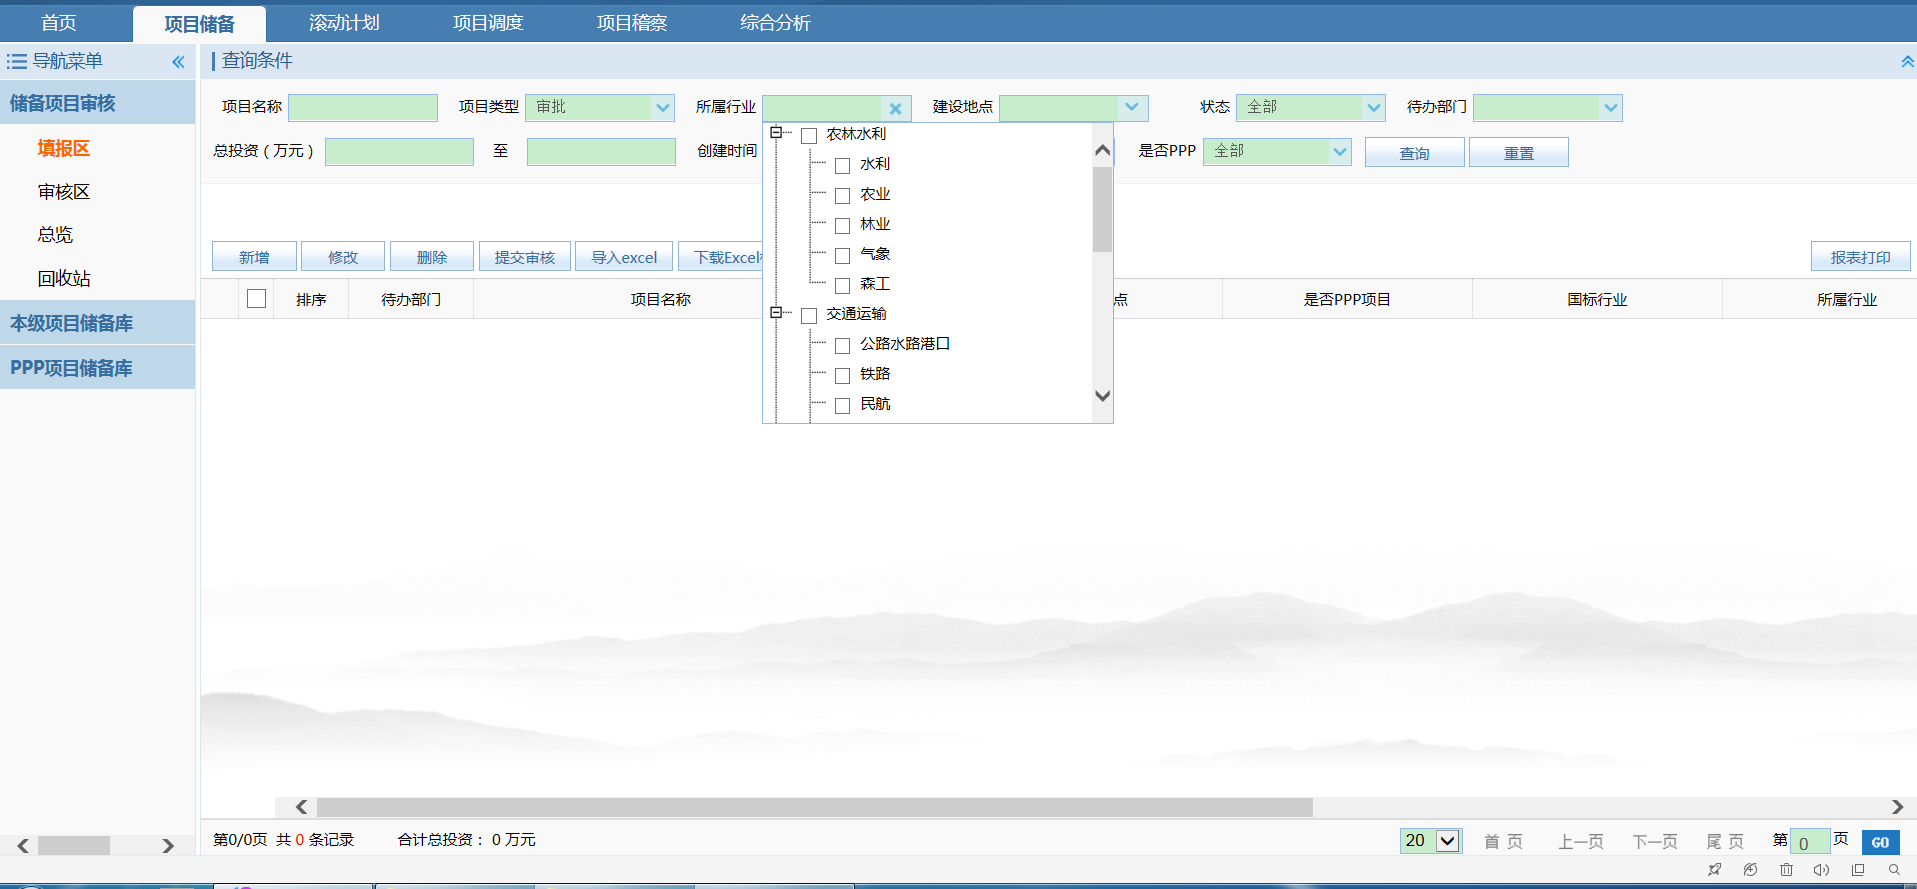 首页 项目储备 滚动计划 项目调度 项目稽察 综合分析
导航菜单
查询条件
储备项目审核
填报区
审核区
总览
回收站
本级项目储备库
PPP项目储备库
项目名称 项目类型 审批 所属行业 建设地点 状态 全部 待办部门
总投资（万元） 至 创建时间 是否PPP 全部 查询 重置
农林水利
水利
农业
林业
气象
森工
交通运输
公路水路港口
铁路
民航
新增 修改 删除 提交审核 导入excel 下载Excel 报表打印
排序 待办部门 项目名称 点 是否PPP项目 国标行业 所属行业
第0/0页 共 0 条记录 合计总投资： 0 万元
20 首 页 上一页 下一页 尾 页 第 0 页 GO